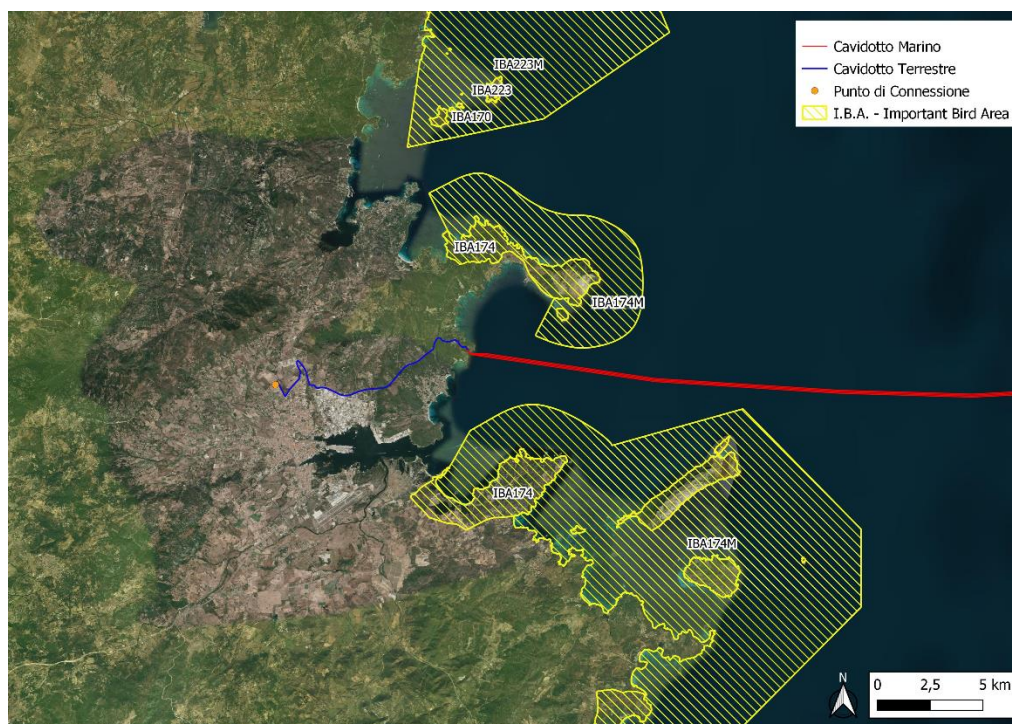 Cavidotto Marino
Cavidotto Terrestre
Punto di Connessione
I.B.A. - Important Bird Area
IBA223M
IBA223
IBA170
IBA174
IBA174M
IBA174
IBA174M
N
0 2,5 5 km